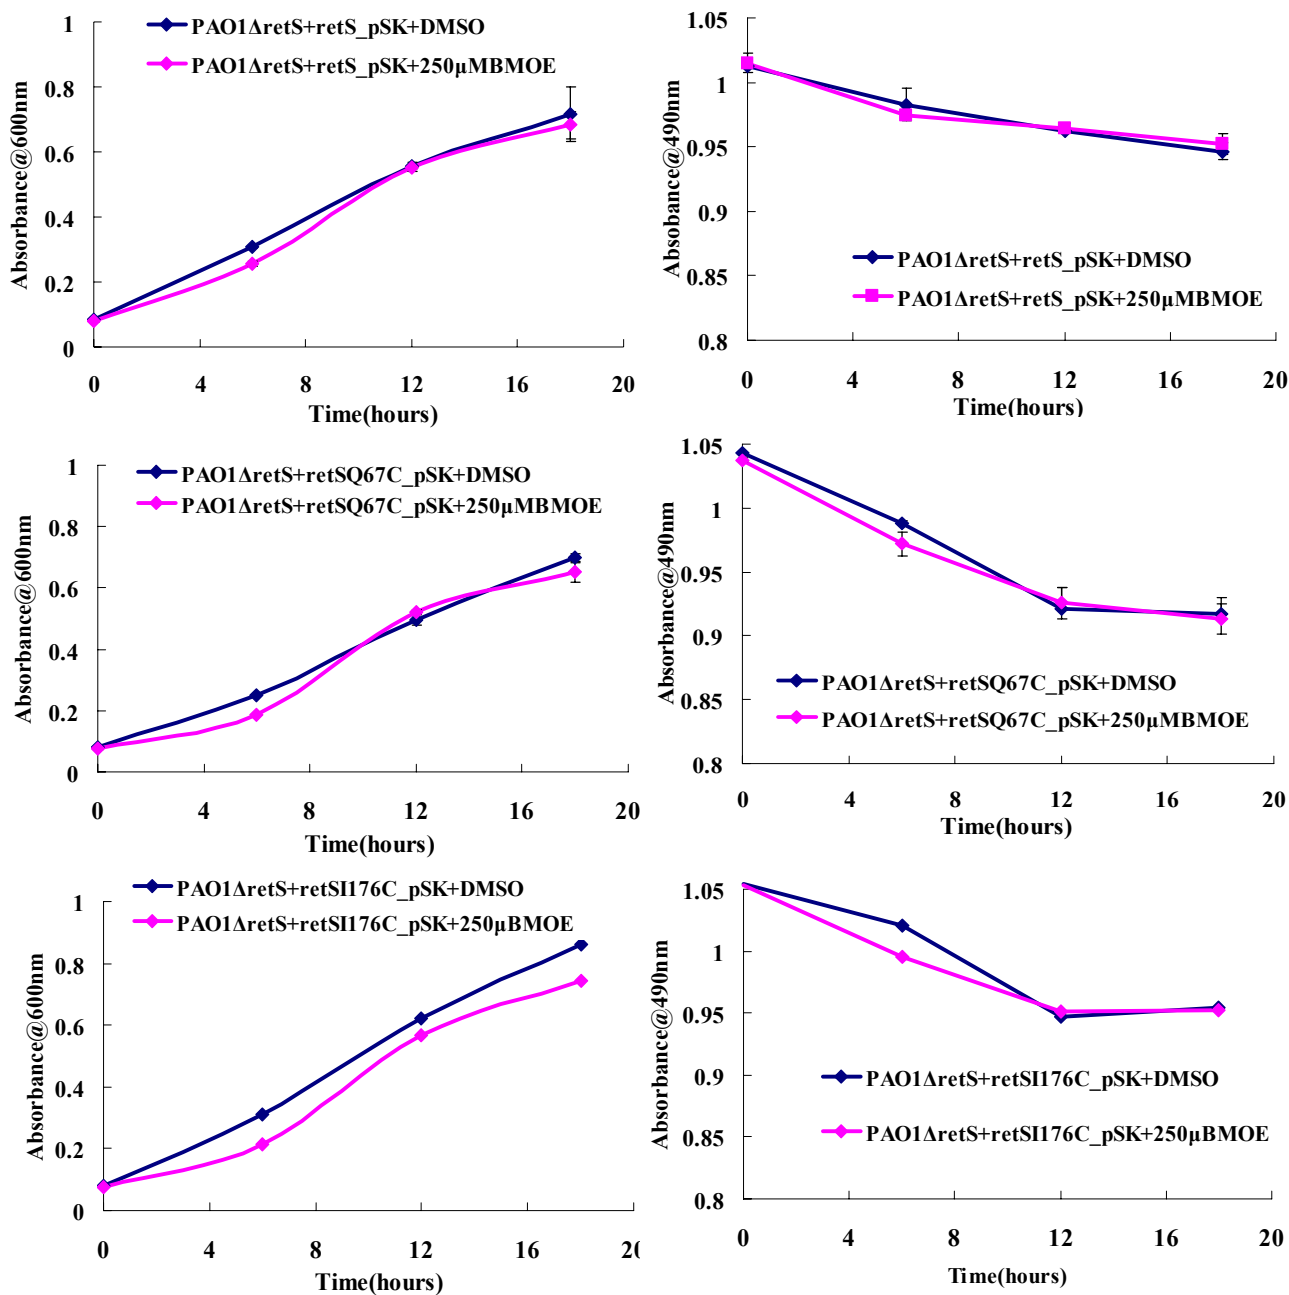 PAO1ΔretS+retS_pSK+DMSO
PAO1ΔretS+retS_pSK+250µMBMOE
Absorbance@600nm
1
0.8
0.6
0.4
0.2
0
0 4 8 12 16 20
Time(hours)
1.05
1
0.95
0.9
0.85
0.8
Absobance@490nm
PAO1ΔretS+retS_pSK+DMSO
PAO1ΔretS+retS_pSK+250µMBMOE
0 4 8 12 16 20
Time(hours)
PAO1ΔretS+retSQ67C_pSK+DMSO
PAO1ΔretS+retSQ67C_pSK+250µMBMOE
Absorbance@600nm
1
0.8
0.6
0.4
0.2
0
0 4 8 12 16 20
Time(hours)
1.05
1
0.95
0.9
0.85
0.8
Absorbance@490nm
PAO1ΔretS+retSQ67C_pSK+DMSO
PAO1ΔretS+retSQ67C_pSK+250µMBMOE
0 4 8 12 16 20
Time(hours)
PAO1ΔretS+retSI176C_pSK+DMSO
PAO1ΔretS+retSI176C_pSK+250µBMOE
Absorbance@600nm
1
0.8
0.6
0.4
0.2
0
0 4 8 12 16 20
Time(hours)
1.05
1
0.95
0.9
0.85
0.8
Absorbance@490nm
PAO1ΔretS+retSI176C_pSK+DMSO
PAO1ΔretS+retSI176C_pSK+250µBMOE
0 4 8 12 16 20
Time(hours)